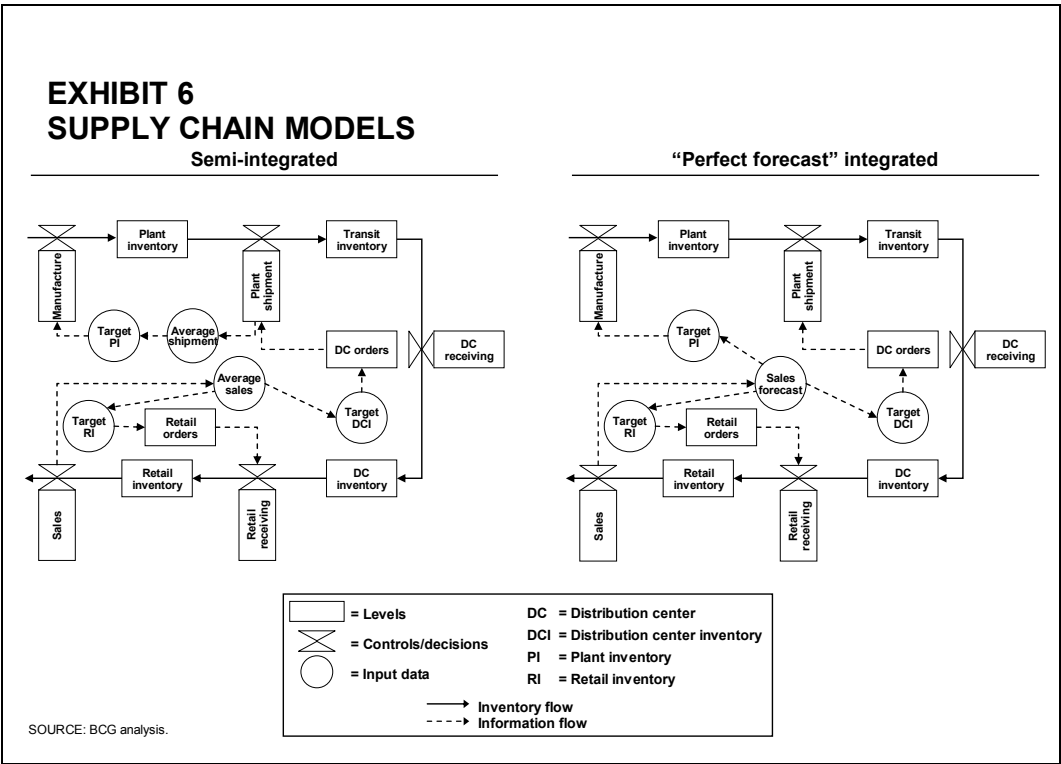 EXHIBIT 6
SUPPLY CHAIN MODELS
Semi-integrated
Manufacture
Plant
inventory
Plant
shipment
Transit
inventory
Target
PI
Average
shipment
DC orders
DC
receiving
Average
sales
Target
RI
Retail
orders
Target
DCI
Sales
Retail
inventory
Retail
receiving
DC
inventory
“Perfect forecast” integrated
Manufacture
Plant
inventory
Plant
shipment
Transit
inventory
Target
PI
DC orders
DC
receiving
Sales
forecast
Target
RI
Retail
orders
Target
DCI
Sales
Retail
inventory
Retail
receiving
DC
inventory
= Levels
= Controls/decisions
= Input data
DC = Distribution center
DCI = Distribution center inventory
PI = Plant inventory
RI = Retail inventory
Inventory flow
Information flow
SOURCE: BCG analysis.